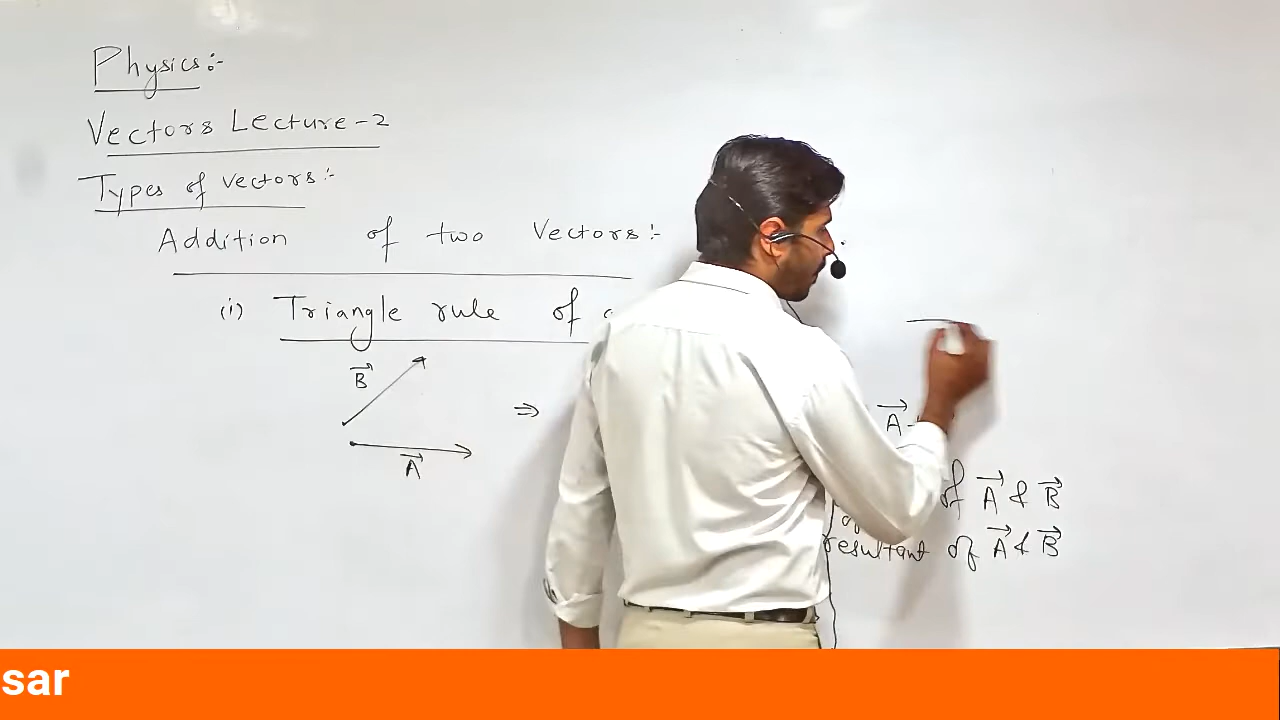 Physics:-
Vectors Lecture-2
Types of vectors:-
Addition of two Vectors:-
(i) Triangle rule of
B
A
⇒
A
of A & B
resultant of A & B
sar